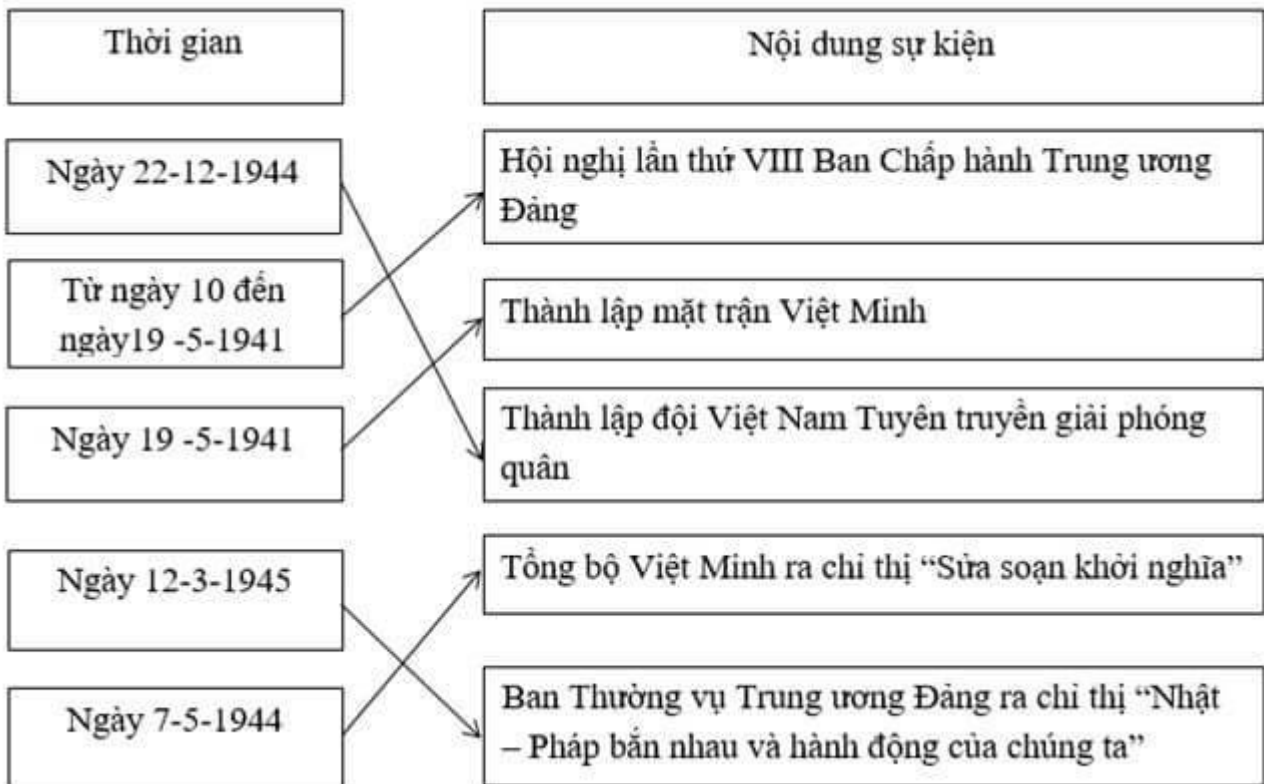 Thời gian
Nội dung sự kiện
Ngày 22-12-1944
Hội nghị lần thứ VIII Ban Chấp hành Trung ương
Đảng
Từ ngày 10 đến
ngày19 -5-1941
Thành lập mặt trận Việt Minh
Ngày 19 -5-1941
Thành lập đội Việt Nam Tuyên truyền giải phóng
quân
Ngày 12-3-1945
Tổng bộ Việt Minh ra chỉ thị “Sửa soạn khởi nghĩa”
Ngày 7-5-1944
Ban Thường vụ Trung ương Đảng ra chỉ thị “Nhật
– Pháp bắn nhau và hành động của chúng ta”